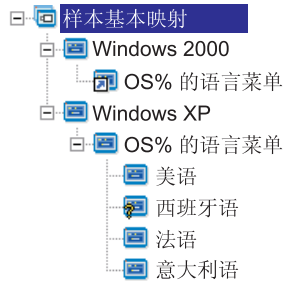 样本基本映射
Windows 2000
OS% 的语言菜单
Windows XP
OS% 的语言菜单
美语
西班牙语
法语
意大利语